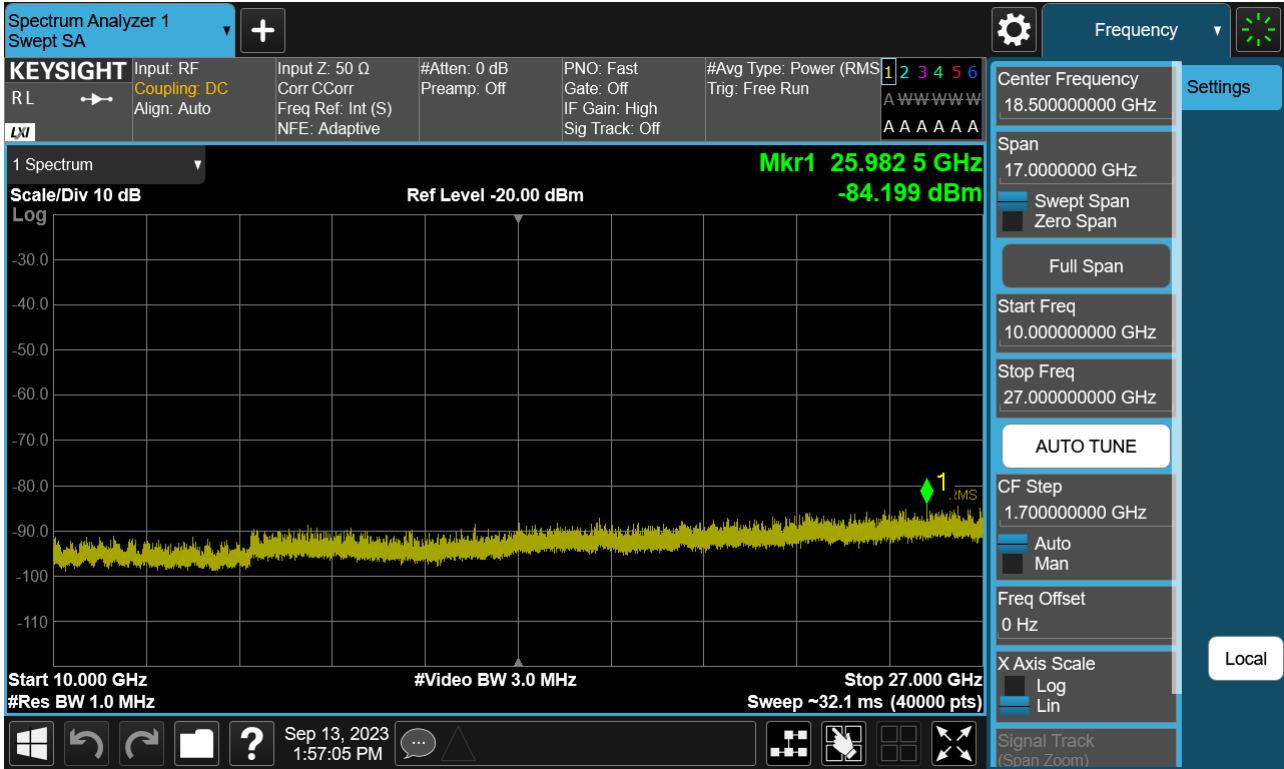 Spectrum Analyzer 1
Swept SA
Frequency
KEYSIGHT
R L
LXI
Input: RF
Coupling: DC
Align: Auto
Input Z: 50 Ω
Corr CCorr
Freq Ref: Int (S)
NFE: Adaptive
#Atten: 0 dB
Preamp: Off
PNO: Fast
Gate: Off
IF Gain: High
Sig Track: Off
#Avg Type: Power (RMS
Trig: Free Run
1 2 3 4 5 6
A W W W W W
A A A A A A
1 Spectrum
Scale/Div 10 dB
Log
Ref Level -20.00 dBm
Mkr1 25.982 5 GHz
-84.199 dBm
-30.0
-40.0
-50.0
-60.0
-70.0
-80.0
-90.0
-100
-110
1
RMS
Start 10.000 GHz
#Res BW 1.0 MHz
#Video BW 3.0 MHz
Stop 27.000 GHz
Sweep ~32.1 ms (40000 pts)
Center Frequency
18.500000000 GHz
Span
17.0000000 GHz
Swept Span
Zero Span
Full Span
Start Freq
10.000000000 GHz
Stop Freq
27.000000000 GHz
AUTO TUNE
CF Step
1.700000000 GHz
Auto
Man
Freq Offset
0 Hz
X Axis Scale
Log
Lin
Signal Track
(Span Zoom)
Settings
Local
?
Sep 13, 2023
1:57:05 PM